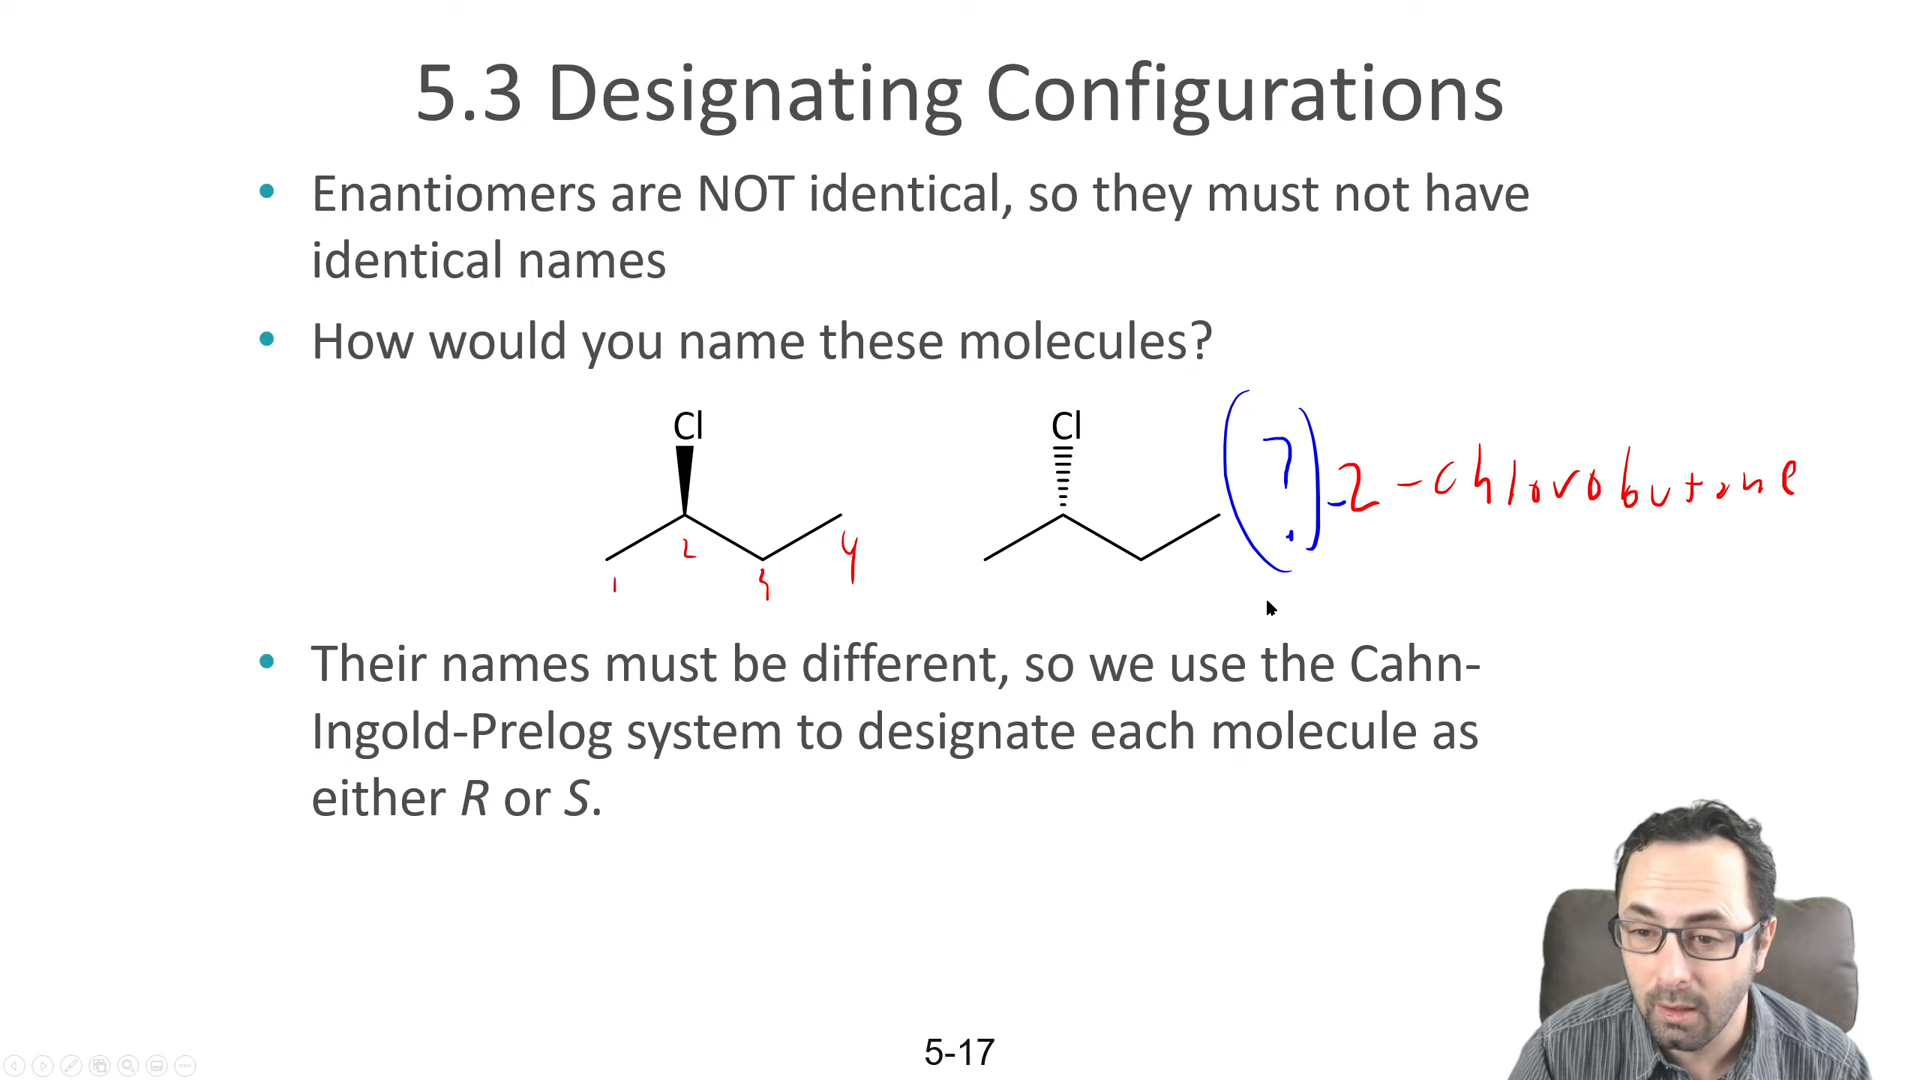 5.3 Designating Configurations
• Enantiomers are NOT identical, so they must not have
identical names
• How would you name these molecules?
Cl
1 2 3 4
Cl
(?)-2-chlorobutane
• Their names must be different, so we use the Cahn-
Ingold-Prelog system to designate each molecule as
either R or S.
5-17